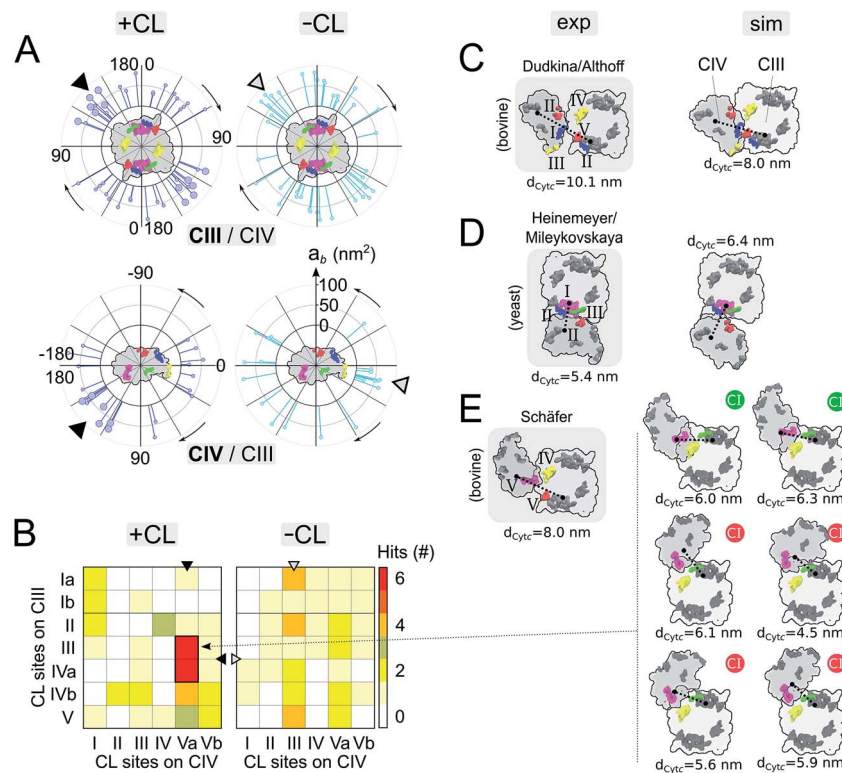 A
+CL
−CL
180 0
90
90
0 180
CIII / CIV
a_b (nm²)
100
50
0
-90
-180
180
0
90
CIV / CIII
B
+CL
−CL
Hits (#)
CL sites on CIII
Ia
Ib
II
III
IVa
IVb
V
6
4
2
0
I II III IV Va Vb
I II III IV Va Vb
CL sites on CIV
CL sites on CIV
exp
sim
C
Dudkina/Althoff
(bovine)
II
IV
I
V
III
II
d_Cytc=10.1 nm
CIV
CIII
d_Cytc=8.0 nm
D
Heinemeyer/
Mileykovskaya
(yeast)
I
II
III
II
d_Cytc=5.4 nm
6.4 nm
E
Schäfer
(bovine)
IV
V
V
d_Cytc=8.0 nm
CI
CI
6.0 nm
6.3 nm
CI
CI
6.1 nm
4.5 nm
CI
CI
5.6 nm
5.9 nm
d_Cytc=
d_Cytc=
d_Cytc=
d_Cytc=
d_Cytc=
d_Cytc=
d_Cytc=